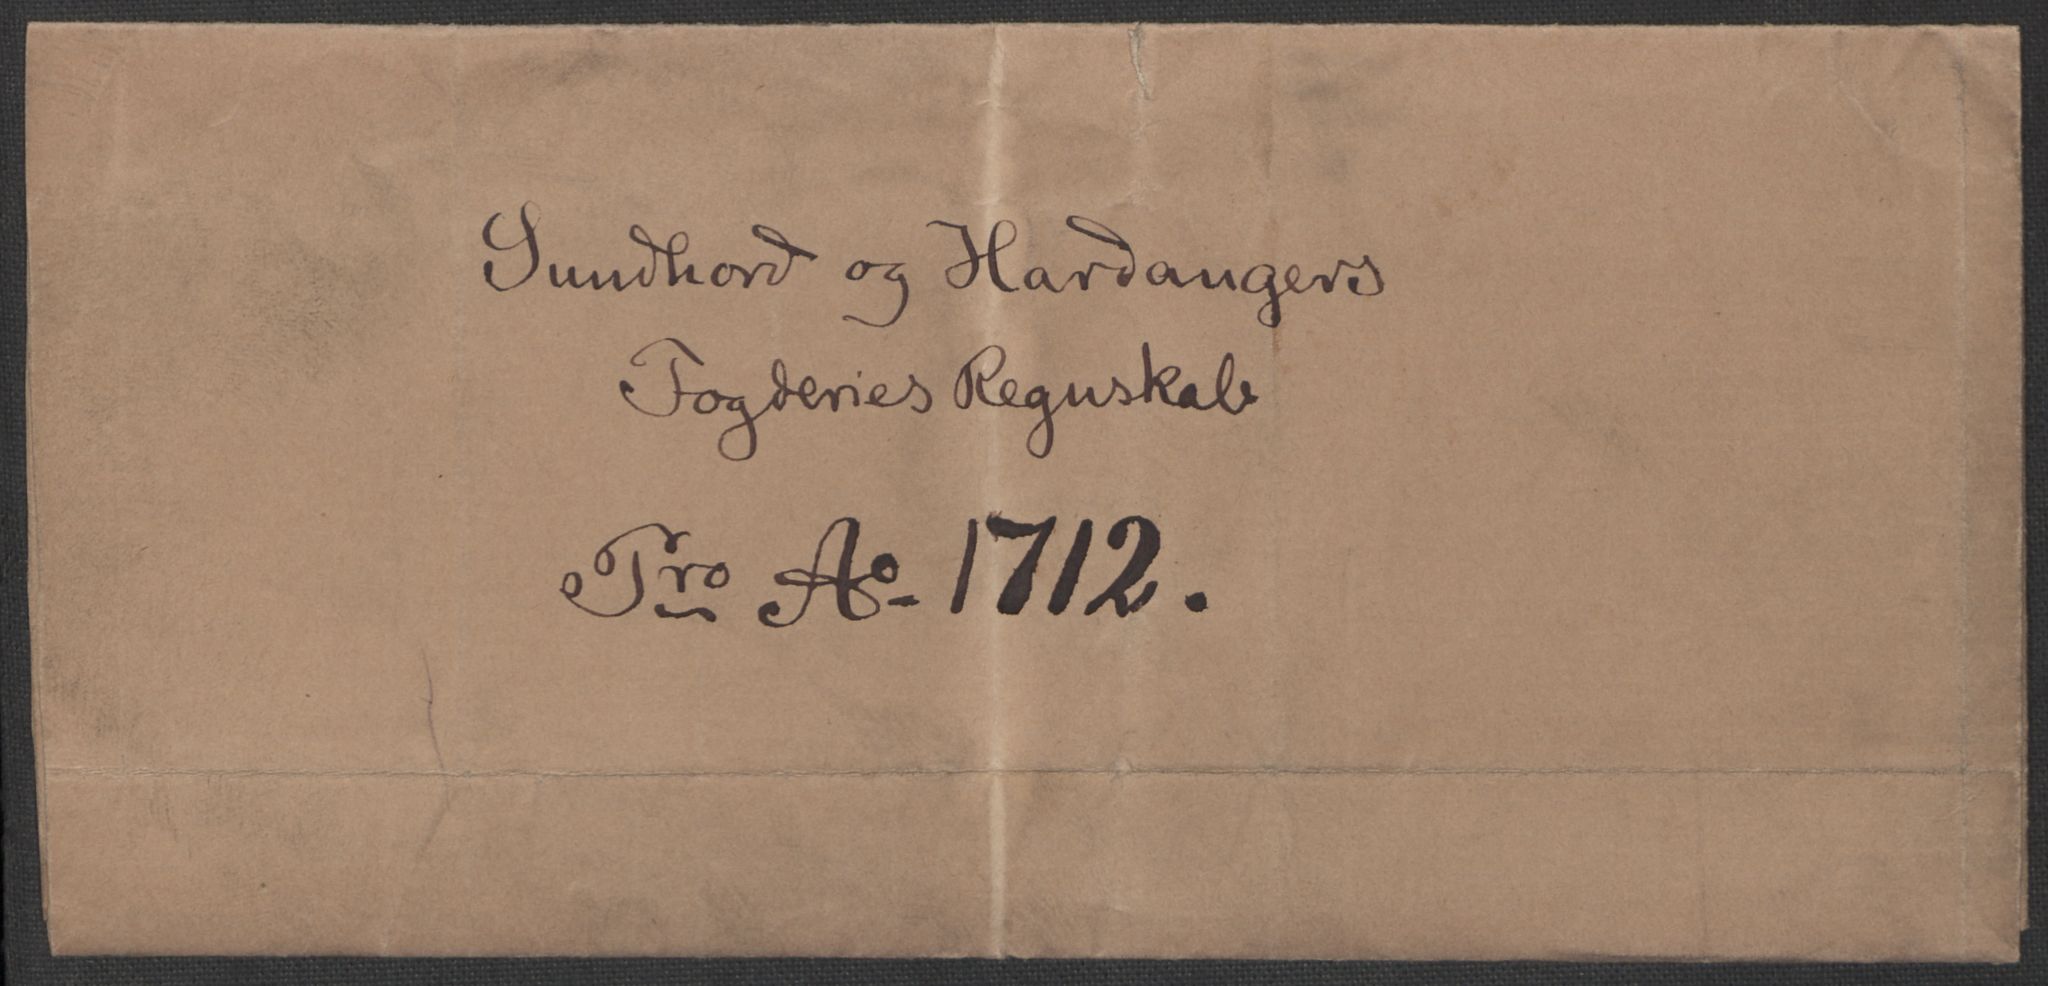 Sundhord og Hardangers
Fogderies Regnskab
Pro Ao 1712.